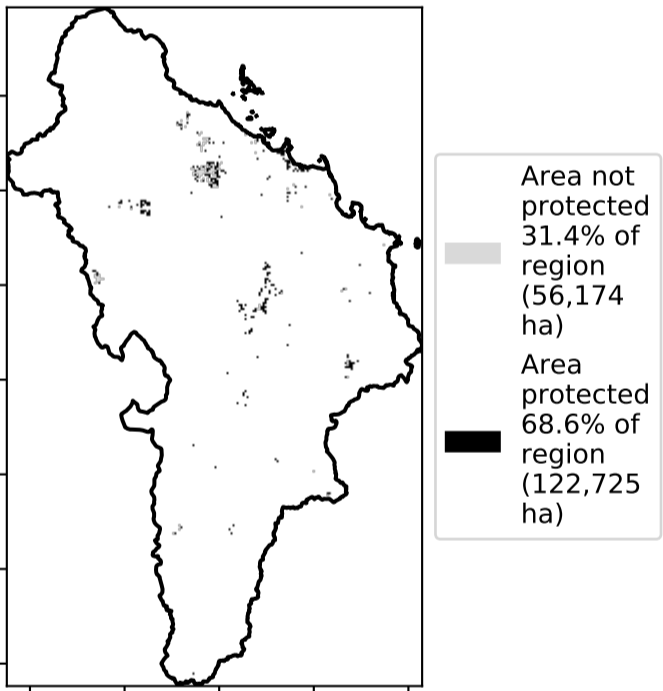 Area not
protected
31.4% of
region
(56,174
ha)
Area
protected
68.6% of
region
(122,725
ha)